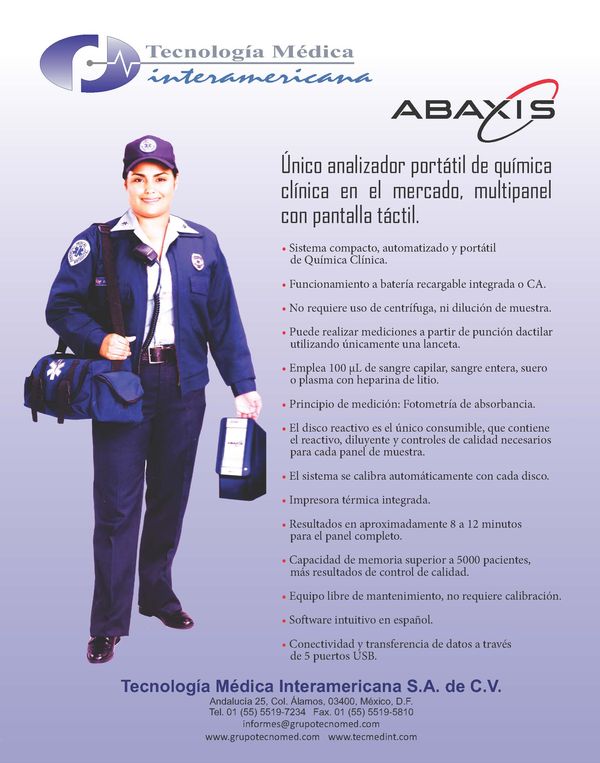 Tecnología Médica
interamericana
ABAXIS
Único analizador portátil de química
clínica en el mercado, multipanel
con pantalla táctil.
• Sistema compacto, automatizado y portátil
de Química Clínica.
• Funcionamiento a batería recargable integrada o CA.
• No requiere uso de centrífuga, ni dilución de muestra.
• Puede realizar mediciones a partir de punción dactilar
utilizando únicamente una lanceta.
• Emplea 100 µL de sangre capilar, sangre entera, suero
o plasma con heparina de litio.
• Principio de medición: Fotometría de absorbancia.
• El disco reactivo es el único consumible, que contiene
el reactivo, diluyente y controles de calidad necesarios
para cada panel de muestra.
• El sistema se calibra automáticamente con cada disco.
• Impresora térmica integrada.
• Resultados en aproximadamente 8 a 12 minutos
para el panel completo.
• Capacidad de memoria superior a 5000 pacientes,
más resultados de control de calidad.
• Equipo libre de mantenimiento, no requiere calibración.
• Software intuitivo en español.
• Conectividad y transferencia de datos a través
de 5 puertos USB.
ABAXIS
Tecnología Médica Interamericana S.A. de C.V.
Andalucía 25, Col. Álamos, 03400, México, D.F.
Tel. 01 (55) 5519-7234 Fax. 01 (55) 5519-5810
informes@grupotecnomed.com
www.grupotecnomed.com www.tecmedint.com